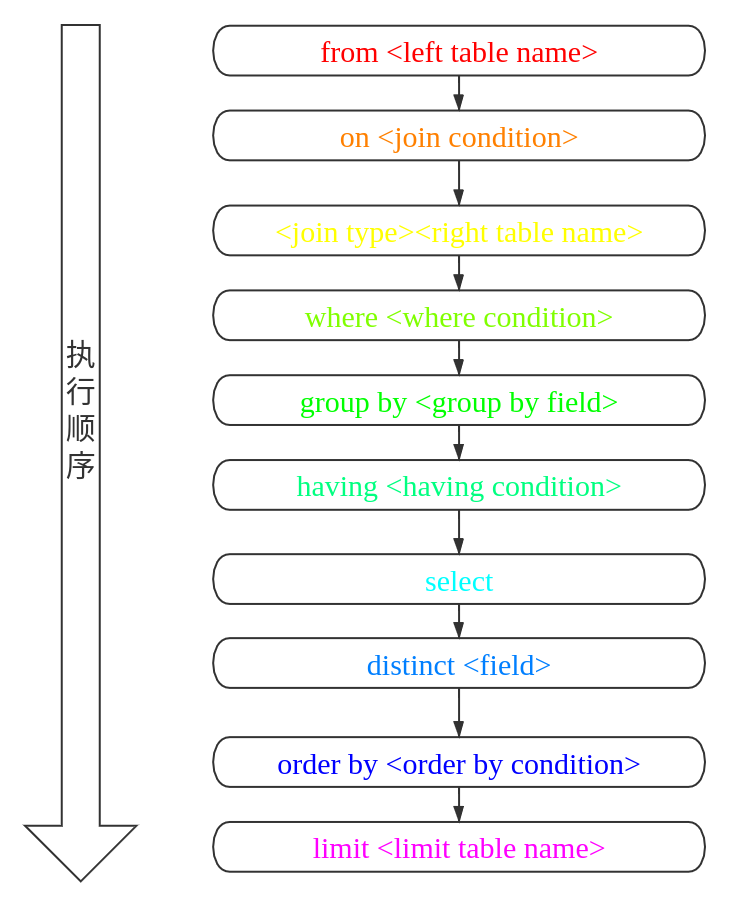 执
行
顺
序
from <left table name>
on <join condition>
<join type><right table name>
where <where condition>
group by <group by field>
having <having condition>
select
distinct <field>
order by <order by condition>
limit <limit table name>